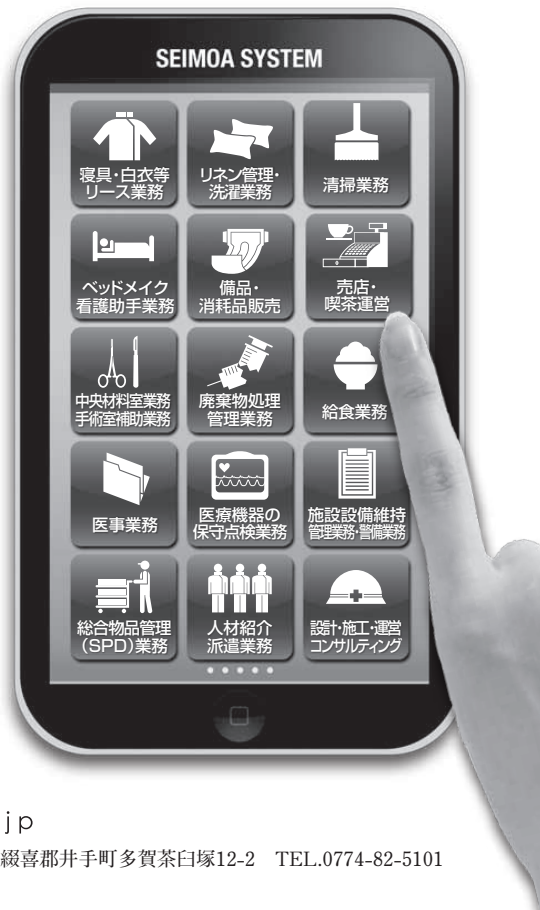 SEIMOA SYSTEM
寝具・白衣等
リース業務
リネン管理・
洗濯業務
清掃業務
ベッドメイク
看護助手業務
備品・
消耗品販売
売店・
喫茶運営
中央材料室業務
手術室補助業務
廃棄物処理
管理業務
給食業務
医事業務
医療機器の
保守点検業務
施設設備維持
管理業務・警備業務
総合物品管理
(SPD)業務
人材紹介
派遣業務
設計・施工・運営
コンサルティング
jp
綴喜郡井手町多賀茶臼塚12-2 TEL.0774-82-5101